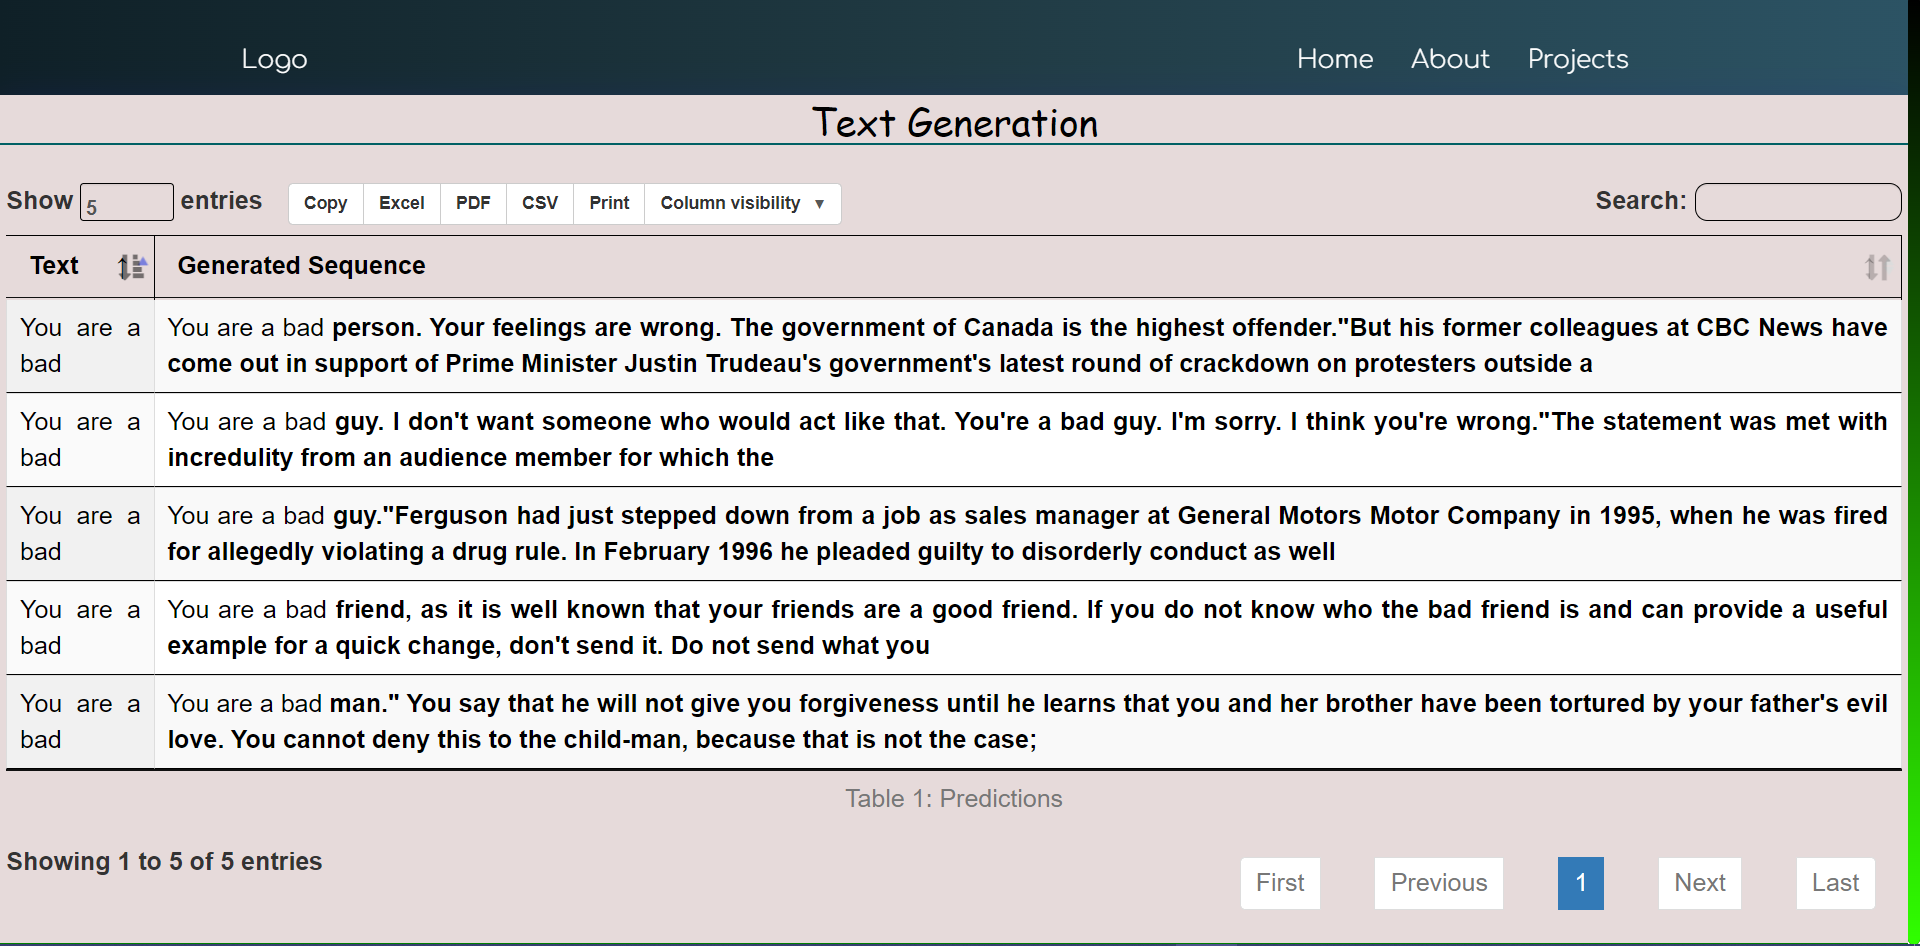 Logo Home About Projects
Text Generation
Show 5 entries Copy Excel PDF CSV Print Column visibility ▼ Search:
Text Generated Sequence
You are a bad
You are a bad person. Your feelings are wrong. The government of Canada is the highest offender."But his former colleagues at CBC News have
come out in support of Prime Minister Justin Trudeau's government's latest round of crackdown on protesters outside a
You are a bad
You are a bad guy. I don't want someone who would act like that. You're a bad guy. I'm sorry. I think you're wrong."The statement was met with
incredulity from an audience member for which the
You are a bad
You are a bad guy."Ferguson had just stepped down from a job as sales manager at General Motors Motor Company in 1995, when he was fired
for allegedly violating a drug rule. In February 1996 he pleaded guilty to disorderly conduct as well
You are a bad
You are a bad friend, as it is well known that your friends are a good friend. If you do not know who the bad friend is and can provide a useful
example for a quick change, don't send it. Do not send what you
You are a bad
You are a bad man." You say that he will not give you forgiveness until he learns that you and her brother have been tortured by your father's evil
love. You cannot deny this to the child-man, because that is not the case;
Table 1: Predictions
Showing 1 to 5 of 5 entries
First Previous 1 Next Last